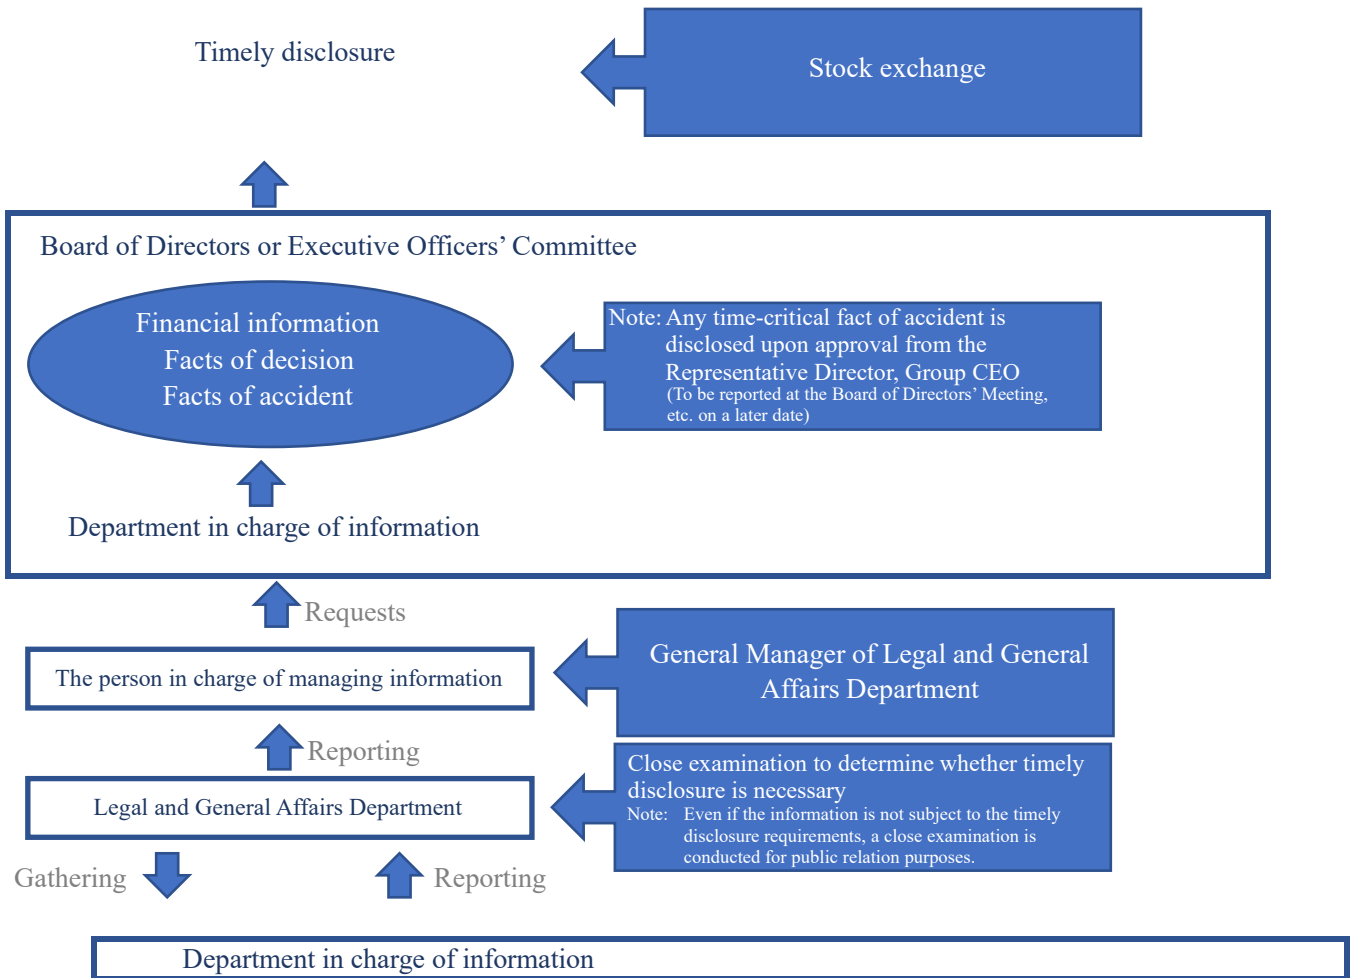 Timely disclosure
Stock exchange
Board of Directors or Executive Officers’ Committee
Financial information
Facts of decision
Facts of accident
Note: Any time-critical fact of accident is
disclosed upon approval from the
Representative Director, Group CEO
(To be reported at the Board of Directors’ Meeting,
etc. on a later date)
Department in charge of information
Requests
The person in charge of managing information
General Manager of Legal and General
Affairs Department
Reporting
Legal and General Affairs Department
Close examination to determine whether timely
disclosure is necessary
Note: Even if the information is not subject to the timely
disclosure requirements, a close examination is
conducted for public relation purposes.
Gathering
Reporting
Department in charge of information